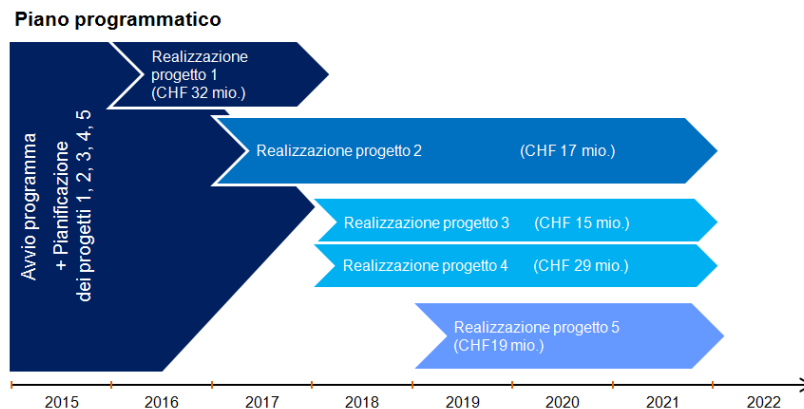 Piano programmatico
Avvio programma
+ Pianificazione
dei progetti 1, 2, 3, 4, 5
Realizzazione
progetto 1
(CHF 32 mio.)
Realizzazione progetto 2 (CHF 17 mio.)
Realizzazione progetto 3 (CHF 15 mio.)
Realizzazione progetto 4 (CHF 29 mio.)
Realizzazione progetto 5
(CHF19 mio.)
2015 2016 2017 2018 2019 2020 2021 2022